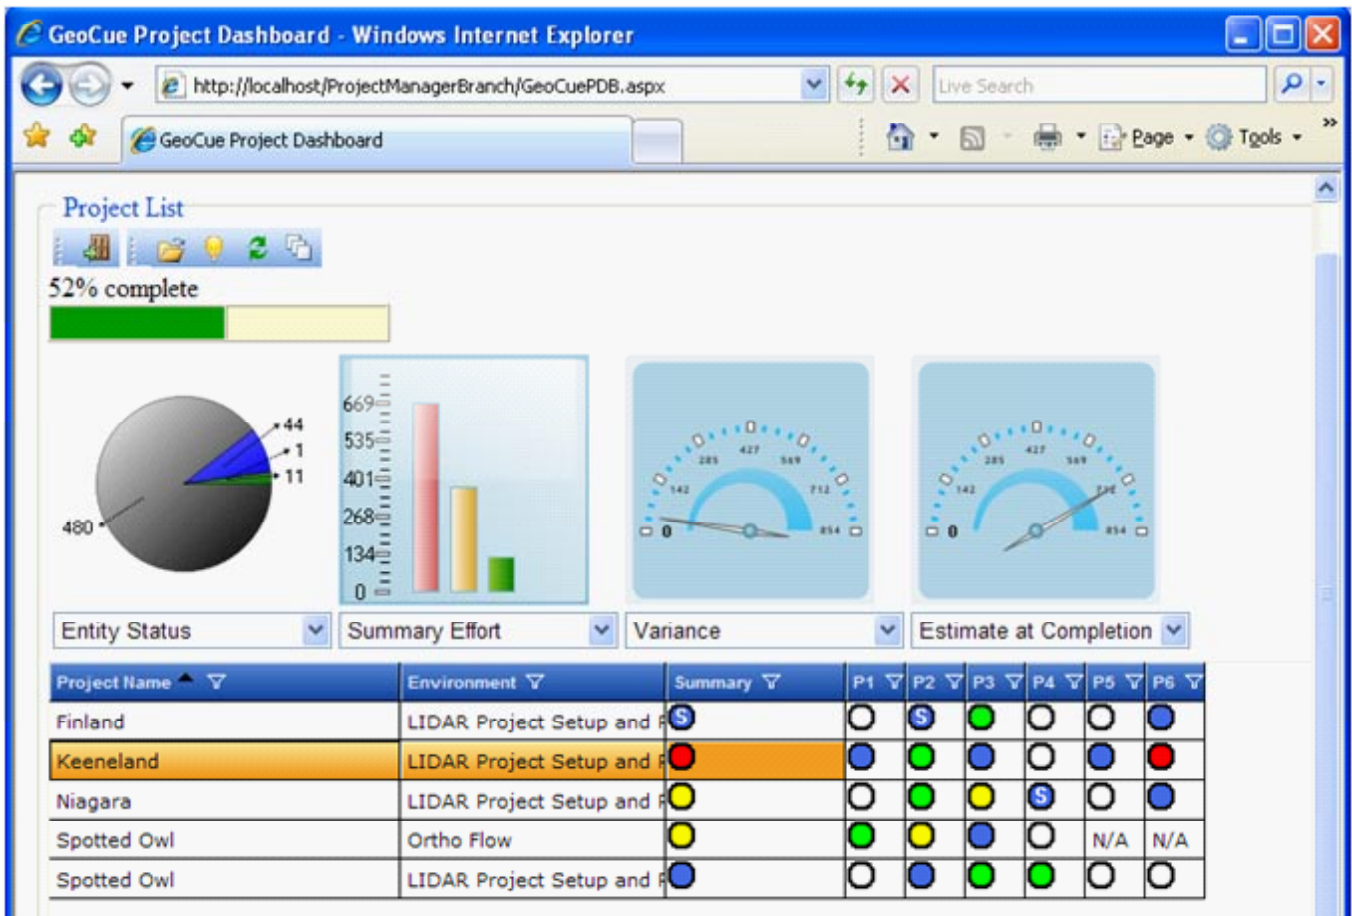 GeoCue Project Dashboard - Windows Internet Explorer
http://localhost/ProjectManagerBranch/GeoCuePDB.aspx
Live Search
GeoCue Project Dashboard
Page
Tools
»
Project List
52% complete
44
1
11
480
669
535
401
268
134
0
0
142
285
427
569
712
854
0
142
285
427
569
712
854
Entity Status
Summary Effort
Variance
Estimate at Completion
Project Name Environment Summary P1 P2 P3 P4 P5 P6
Finland LIDAR Project Setup and S S
Keeneland LIDAR Project Setup and
Niagara LIDAR Project Setup and S
Spotted Owl Ortho Flow N/A N/A
Spotted Owl LIDAR Project Setup and